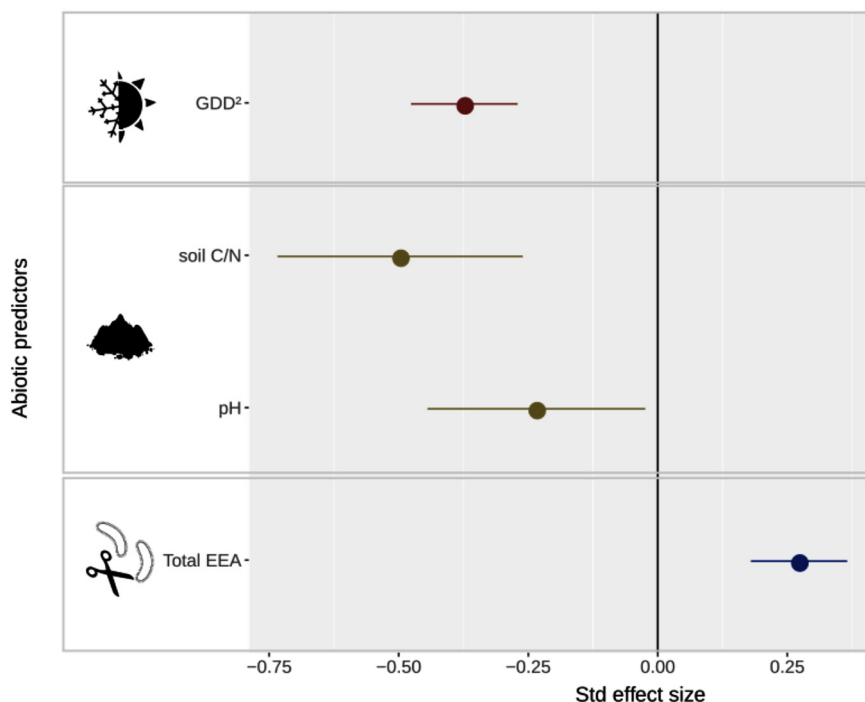 GDD²
soil C/N
Abiotic predictors
pH
Total EEA
−0.75 −0.50 −0.25 0.00 0.25
Std effect size